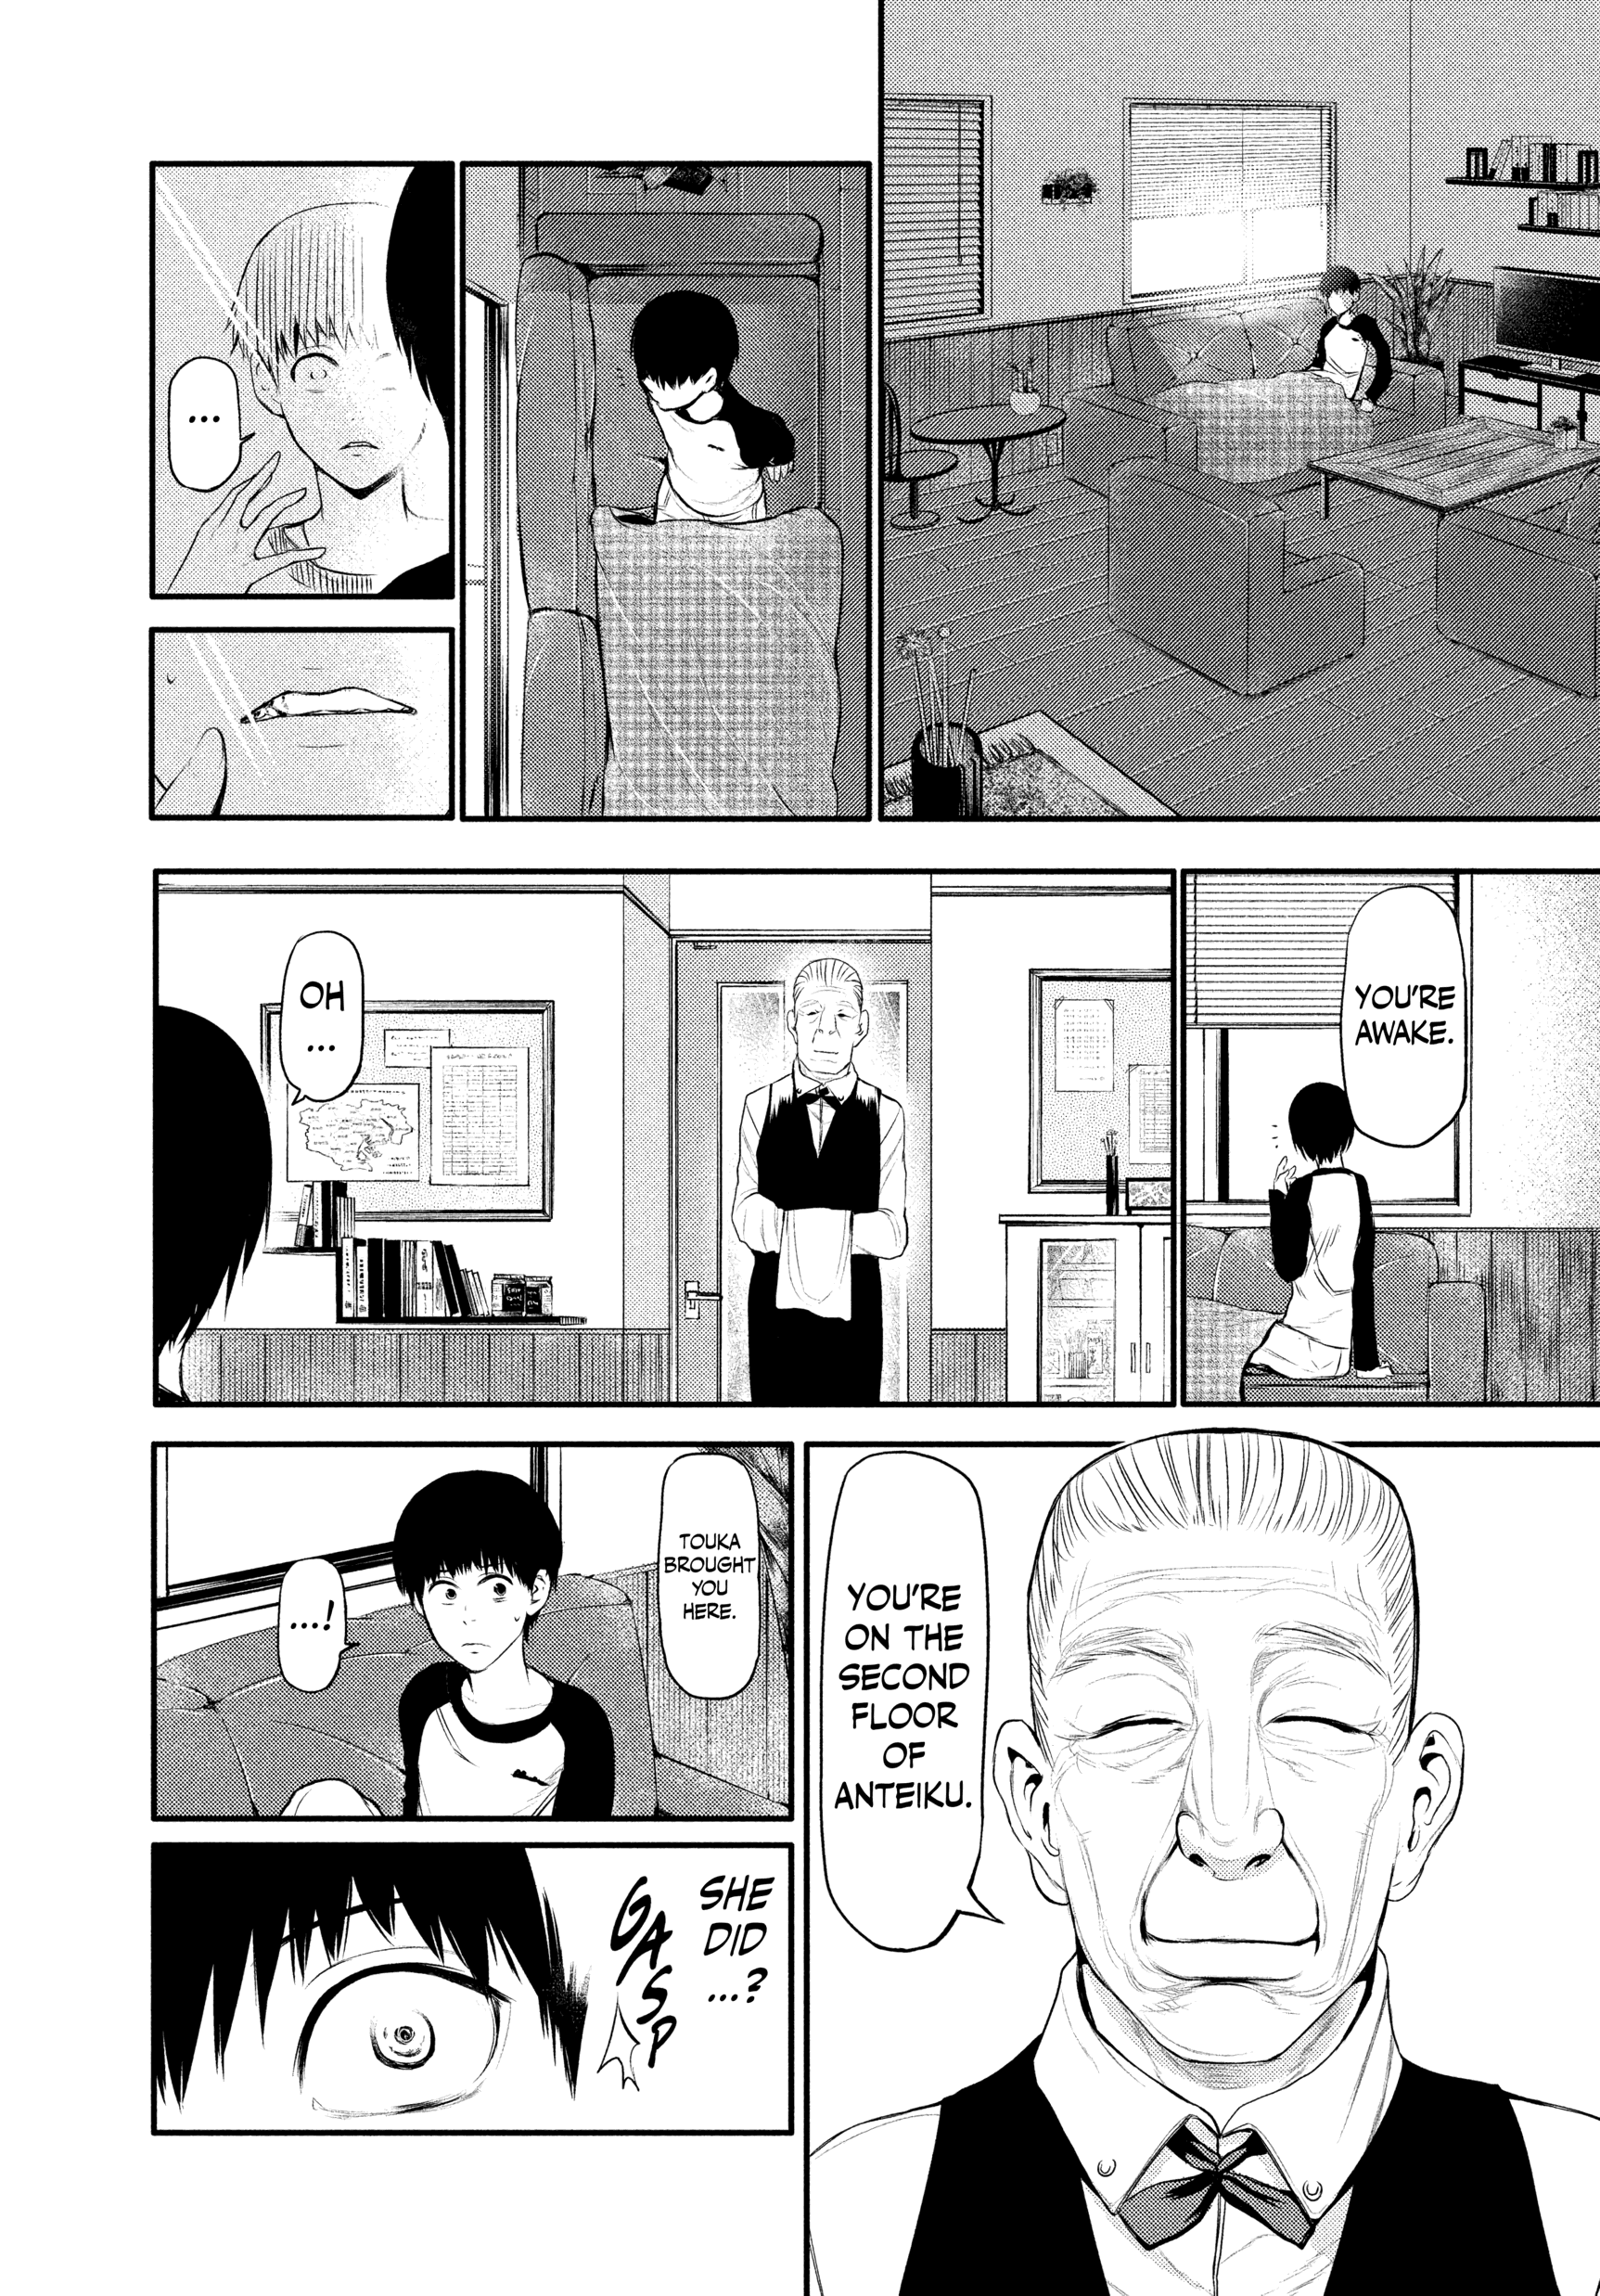 ...
YOU'RE
AWAKE.
OH
...
YOU'RE
ON THE
SECOND
FLOOR
OF
ANTEIKU.
TOUKA
BROUGHT
YOU
HERE.
...!
SHE
DID
...?
GASP